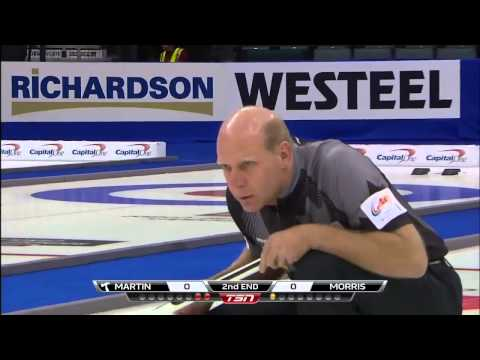 RICHARDSON WESTEEL
Capital One Capital One Capital One Capital One Capital One
MARTIN 0 2nd END 0 MORRIS
TSN